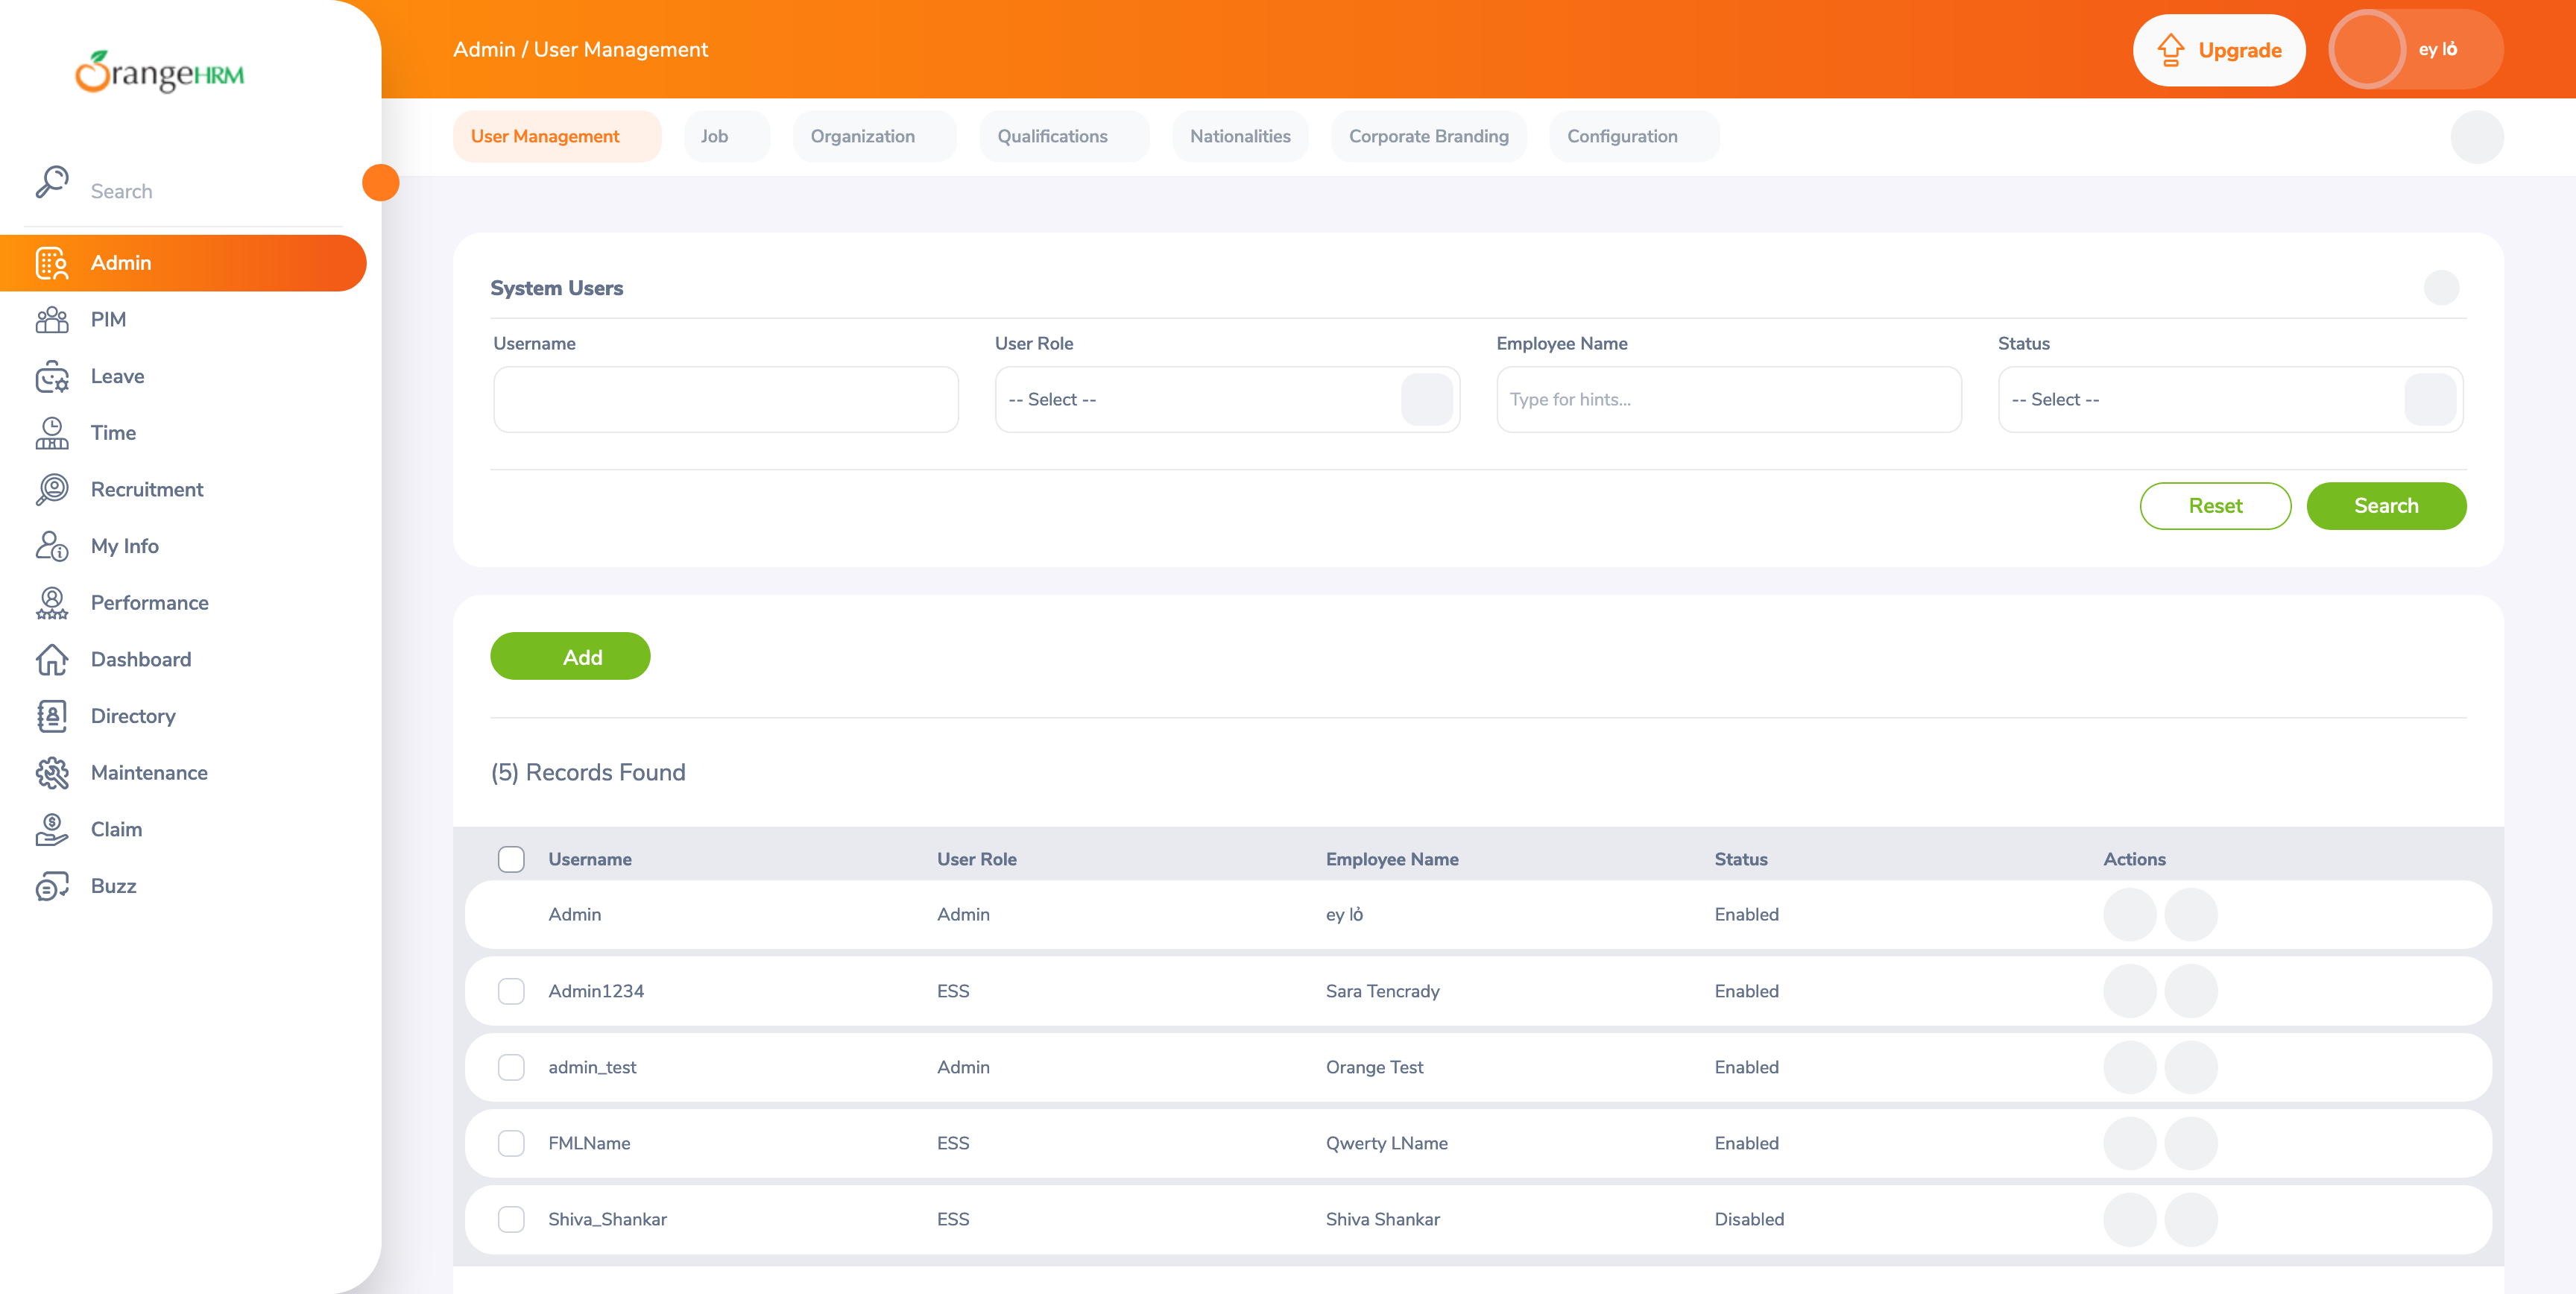 OrangeHRM
Admin / User Management
Upgrade
ey lỏ
User Management
Job
Organization
Qualifications
Nationalities
Corporate Branding
Configuration
Search
Admin
PIM
Leave
Time
Recruitment
My Info
Performance
Dashboard
Directory
Maintenance
Claim
Buzz
System Users
Username User Role Employee Name Status
-- Select -- Type for hints... -- Select --
Reset Search
Add
(5) Records Found
Username User Role Employee Name Status Actions
Admin Admin ey lỏ Enabled
Admin1234 ESS Sara Tencrady Enabled
admin_test Admin Orange Test Enabled
FMLName ESS Qwerty LName Enabled
Shiva_Shankar ESS Shiva Shankar Disabled